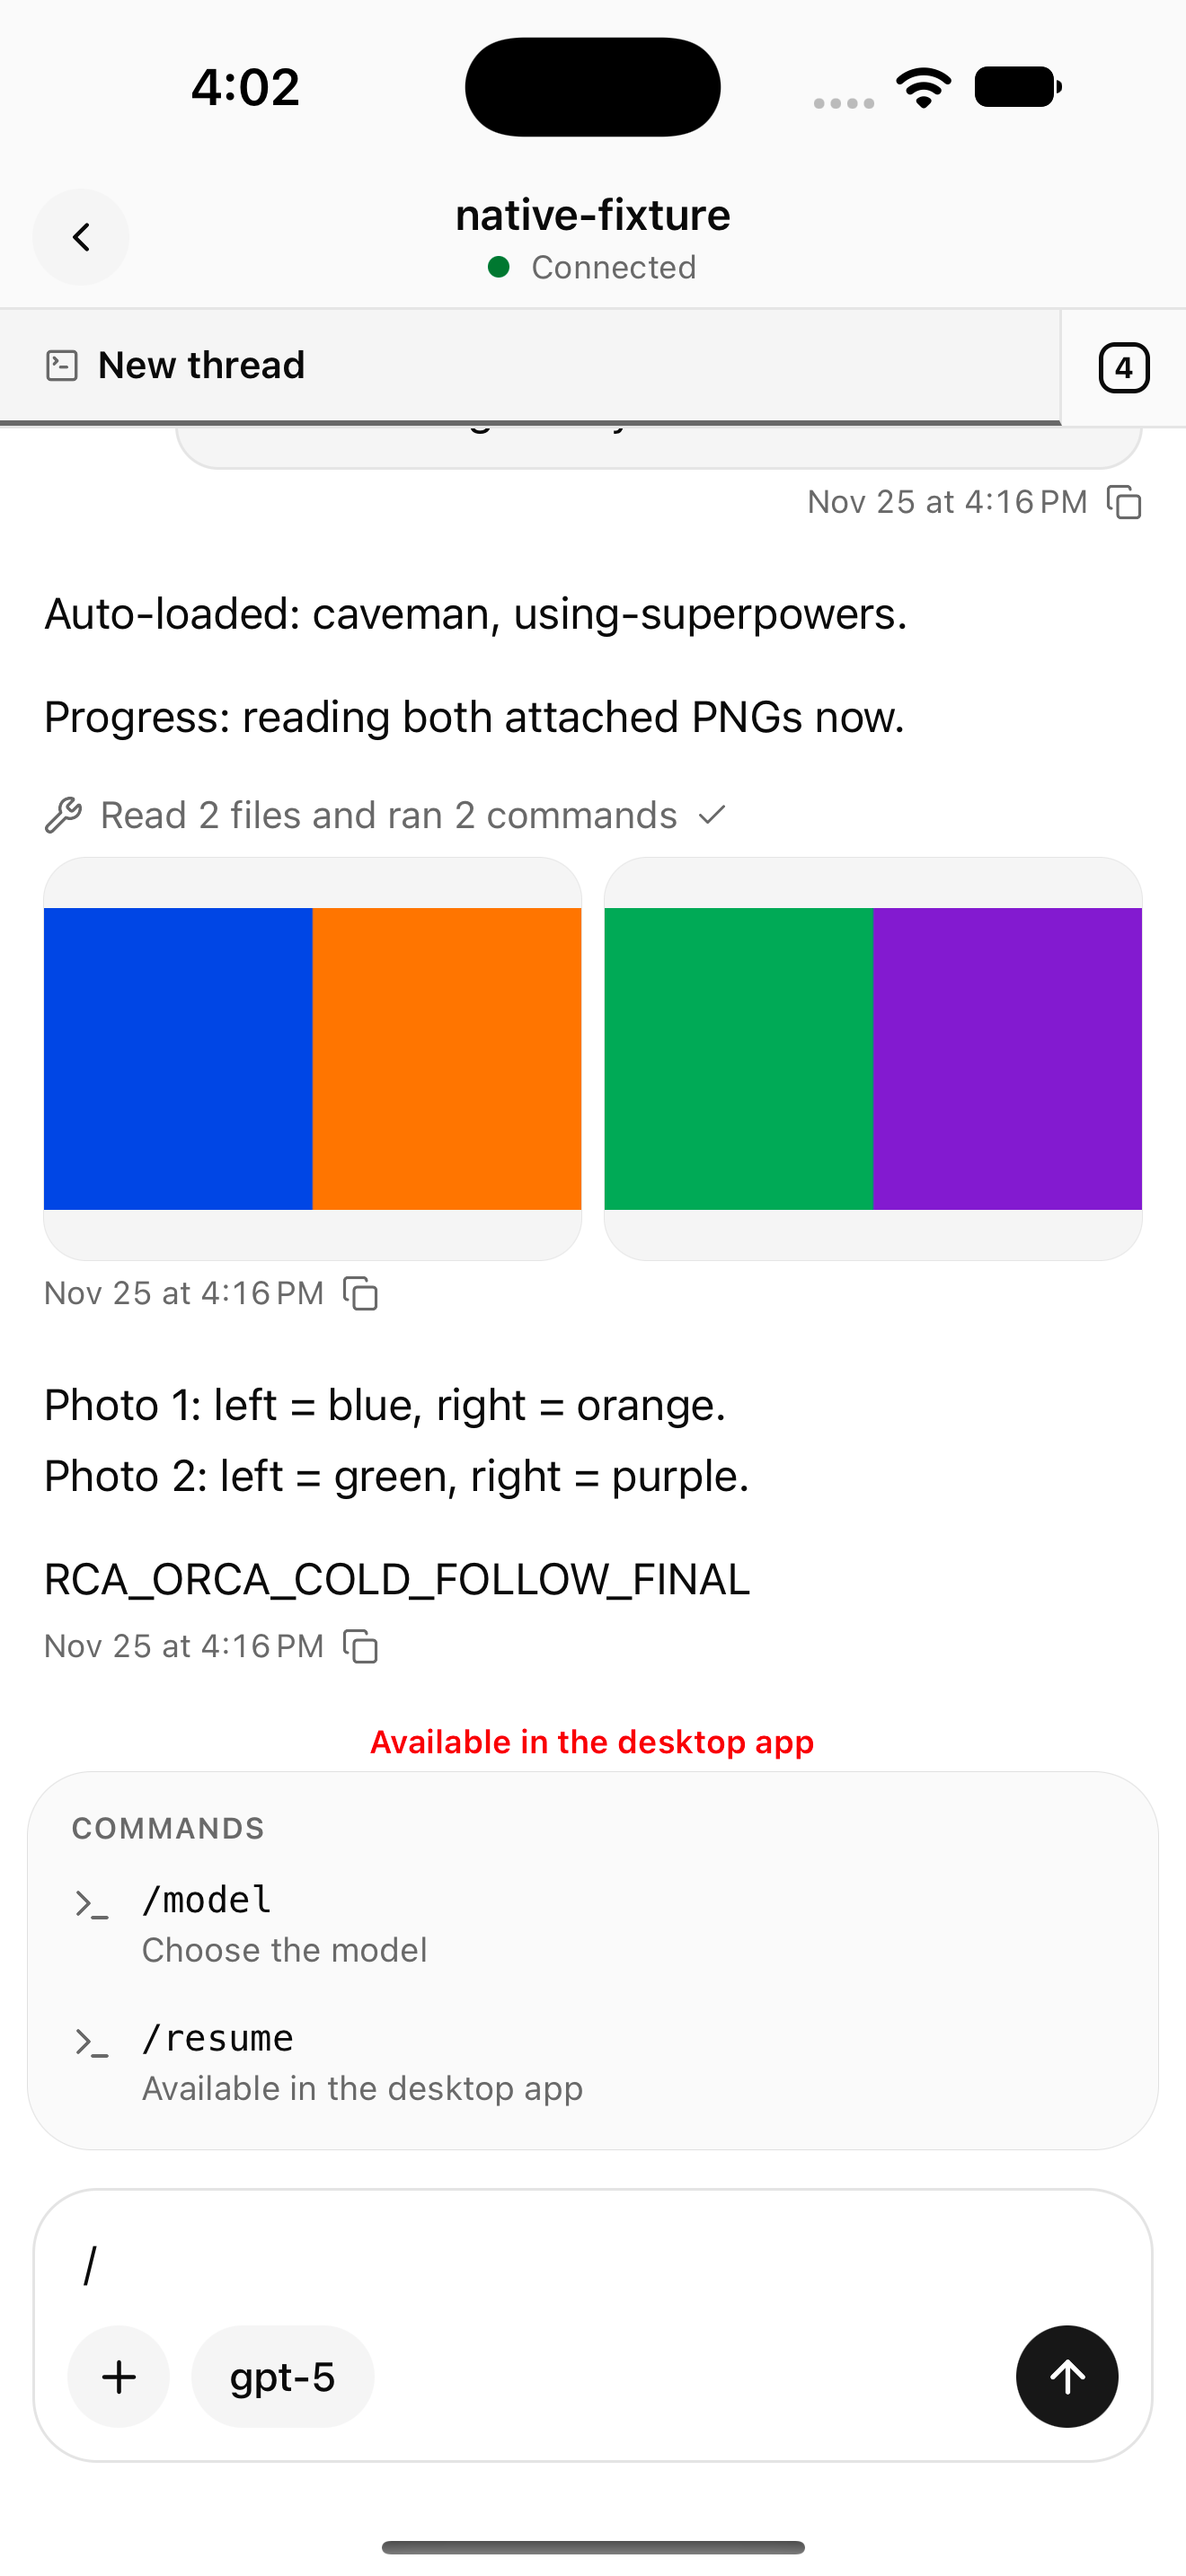 4:02
native-fixture
Connected
New thread
4
Nov 25 at 4:16 PM
Auto-loaded: caveman, using-superpowers.
Progress: reading both attached PNGs now.
Read 2 files and ran 2 commands
Nov 25 at 4:16 PM
Photo 1: left = blue, right = orange.
Photo 2: left = green, right = purple.
RCA_ORCA_COLD_FOLLOW_FINAL
Nov 25 at 4:16 PM
Available in the desktop app
COMMANDS
/model
Choose the model
/resume
Available in the desktop app
/
gpt-5